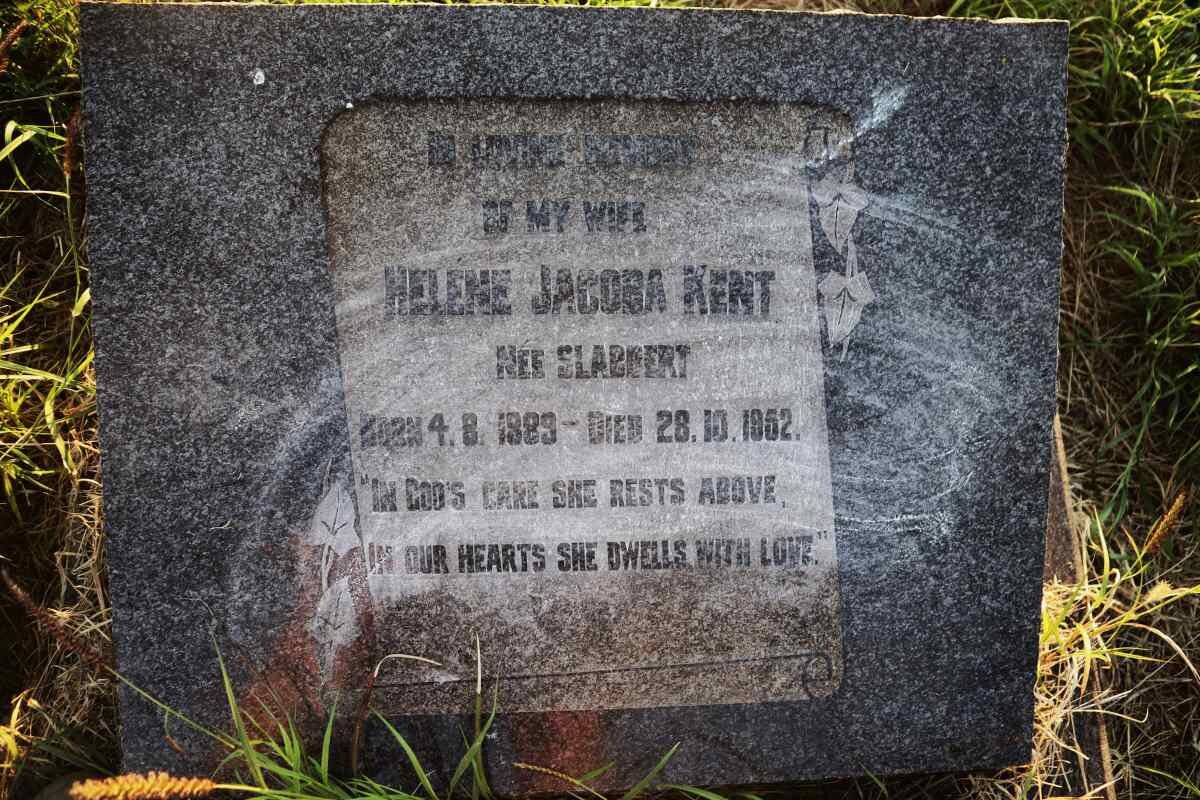 IN LOVING MEMORY
OF MY WIFE
HELENE JACOBA KENT
NÉE SLABBERT
BORN 4. 8. 1889 - DIED 28. 10. 1952.
"IN GOD'S CARE SHE RESTS ABOVE,
IN OUR HEARTS SHE DWELLS WITH LOVE."